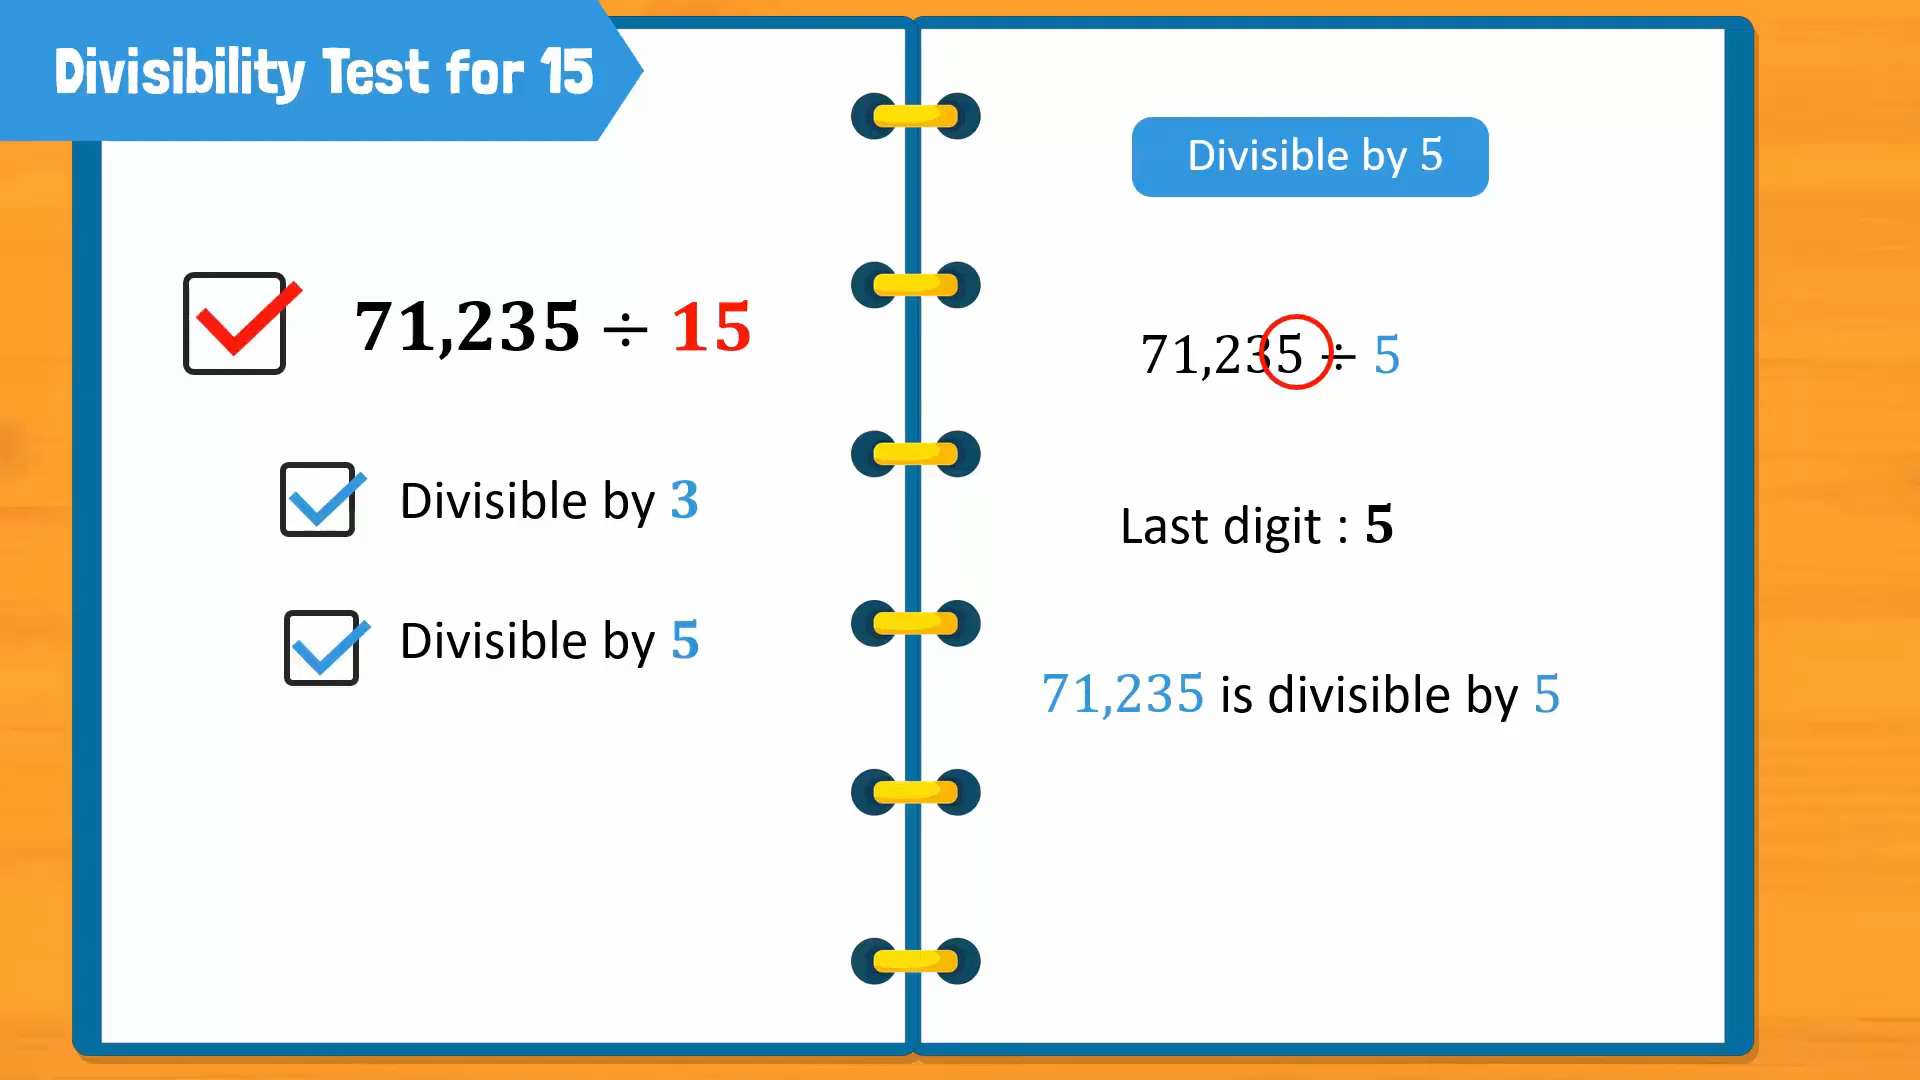 Divisibility Test for 15
71,235 ÷ 15
Divisible by 3
Divisible by 5
Divisible by 5
71,235 ÷ 5
Last digit : 5
71,235 is divisible by 5